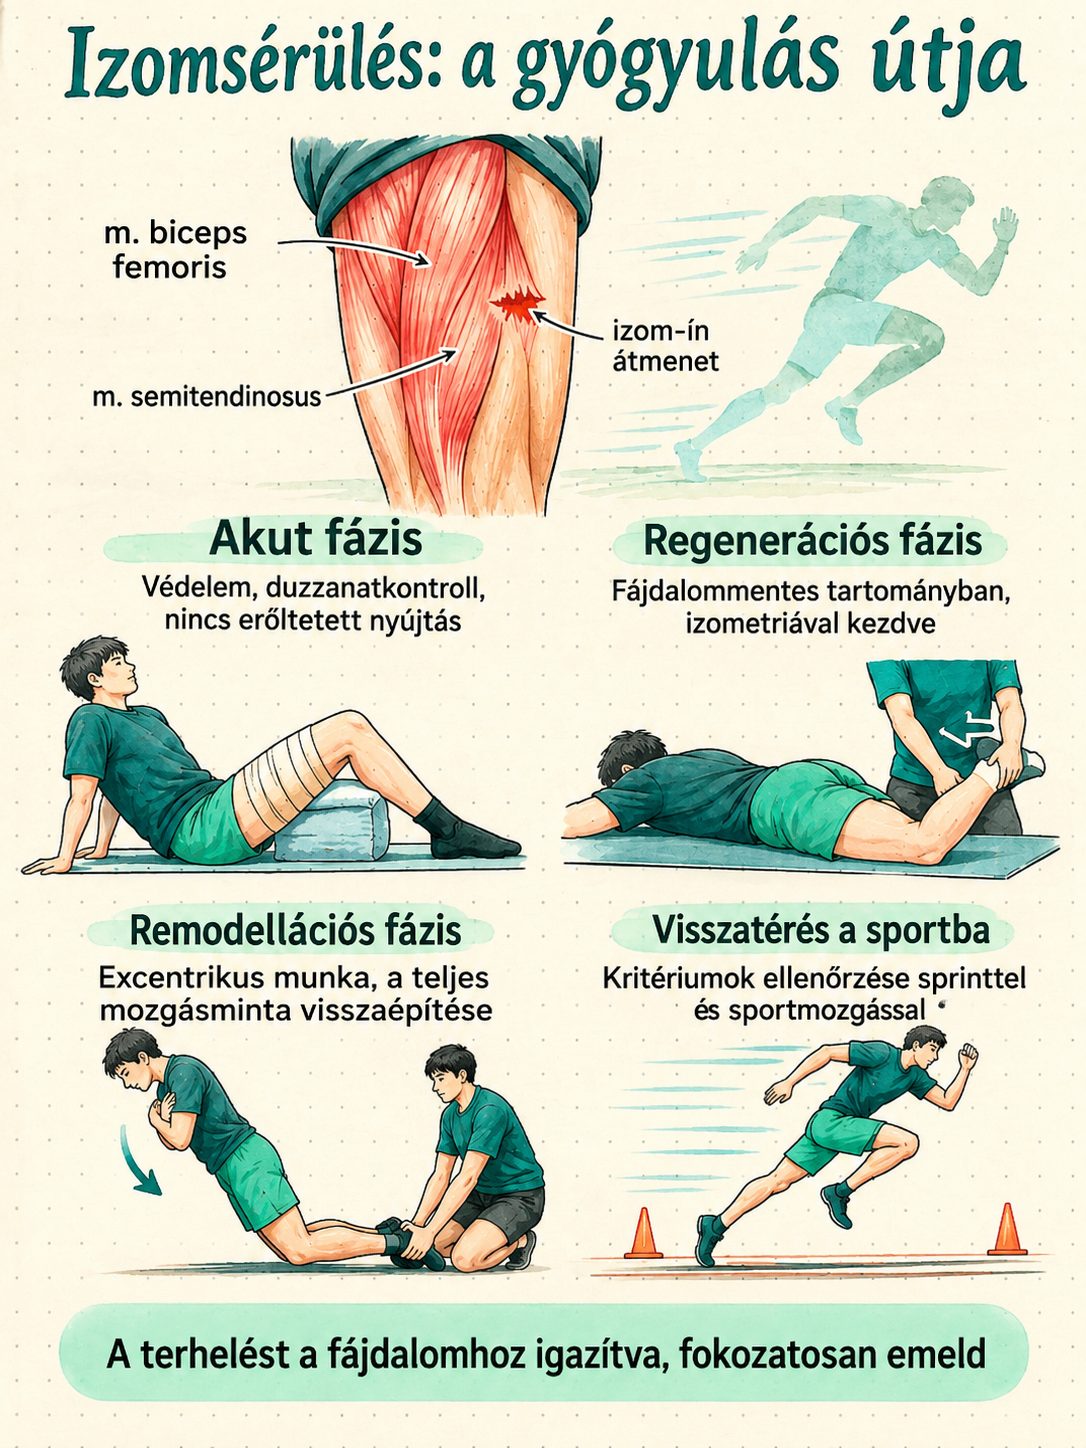 Izomsérülés: a gyógyulás útja
m. biceps
femoris
izom-ín
átmenet
m. semitendinosus
Akut fázis
Védelem, duzzanatkontroll,
nincs erőltetett nyújtás
Regenerációs fázis
Fájdalommentes tartományban,
izometriával kezdve
Remodellációs fázis
Excentrikus munka, a teljes
mozgásminta visszaépítése
Visszatérés a sportba
Kritériumok ellenőrzése sprinttel
és sportmozgással
A terhelést a fájdalomhoz igazítva, fokozatosan emeld